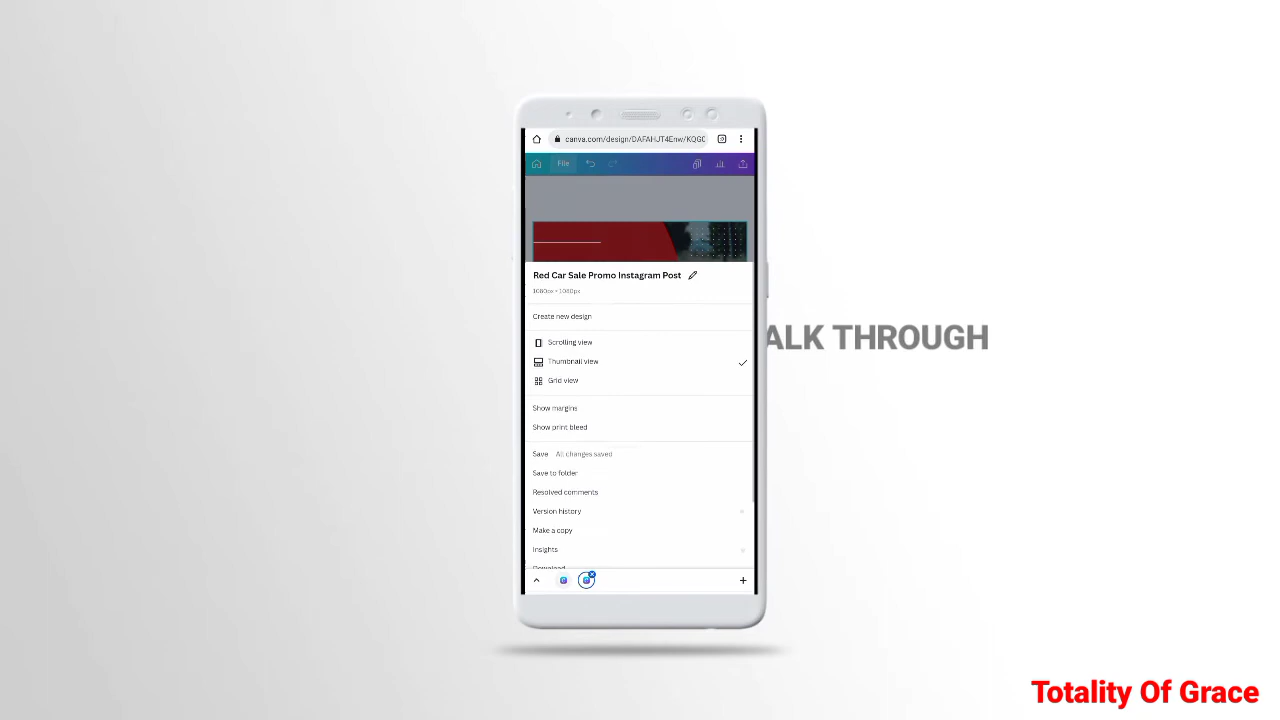 canva.com/design/DAFAHJT4Enw/KQG
File
Red Car Sale Promo Instagram Post
1080px × 1080px
Create new design
Scrolling view
Thumbnail view
Grid view
ALK THROUGH
Show margins
Show print bleed
Save All changes saved
Save to folder
Resolved comments
Version history
Make a copy
Insights
Download
Totality Of Grace